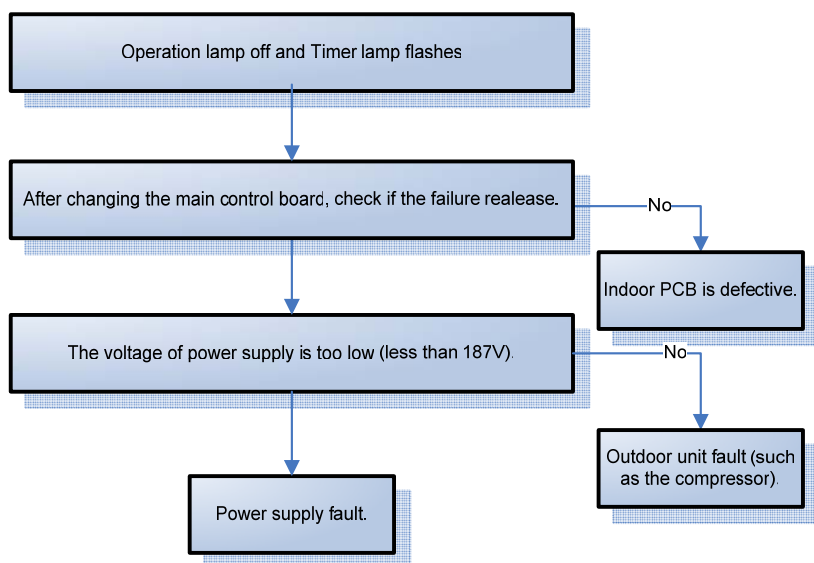 Operation lamp off and Timer lamp flashes
After changing the main control board, check if the failure realease.
No
Indoor PCB is defective.
The voltage of power supply is too low (less than 187V).
No
Outdoor unit fault (such
as the compressor).
Power supply fault.